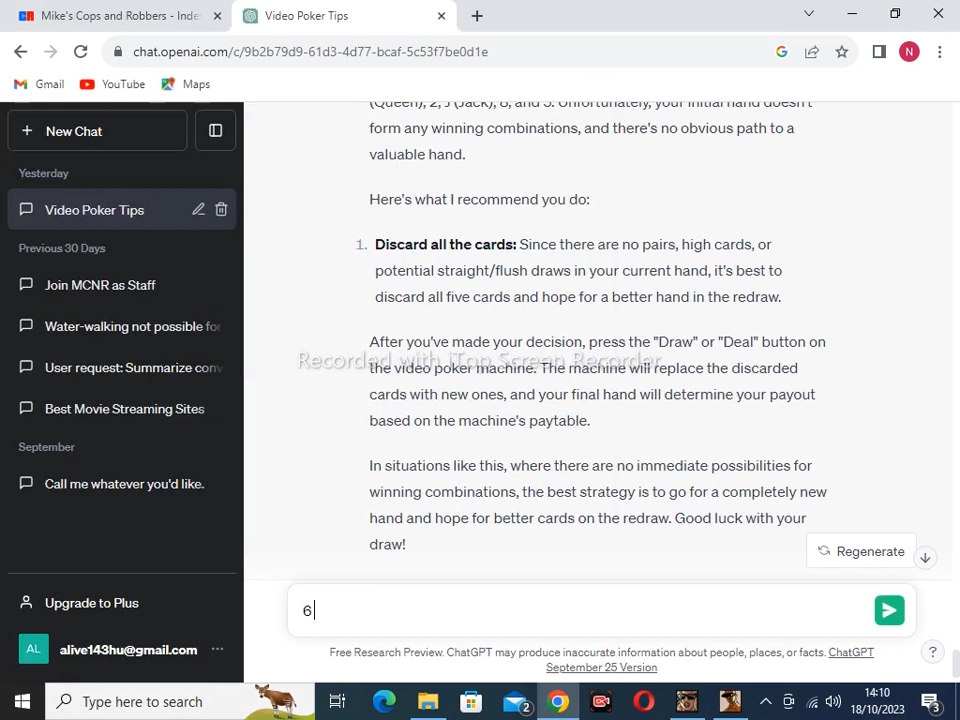 Mike's Cops and Robbers - Inde
Video Poker Tips
chat.openai.com/c/9b2b79d9-61d3-4d77-bcaf-5c53f7be0d1e
N
Gmail
YouTube
Maps
New Chat
Yesterday
Video Poker Tips
Previous 30 Days
Join MCNR as Staff
Water-walking not possible for
User request: Summarize conv
Best Movie Streaming Sites
September
Call me whatever you'd like.
Upgrade to Plus
AL
alive143hu@gmail.com
(Queen), 2, J (Jack), 8, and 5. Unfortunately, your initial hand doesn't
form any winning combinations, and there's no obvious path to a
valuable hand.
Here's what I recommend you do:
1. Discard all the cards: Since there are no pairs, high cards, or
potential straight/flush draws in your current hand, it's best to
discard all five cards and hope for a better hand in the redraw.
After you've made your decision, press the "Draw" or "Deal" button on
Recorded with iTop Screen Recorder
the video poker machine. The machine will replace the discarded
cards with new ones, and your final hand will determine your payout
based on the machine's paytable.
In situations like this, where there are no immediate possibilities for
winning combinations, the best strategy is to go for a completely new
hand and hope for better cards on the redraw. Good luck with your
draw!
Regenerate
6
Free Research Preview. ChatGPT may produce inaccurate information about people, places, or facts. ChatGPT
September 25 Version
?
Type here to search
2
14:10
18/10/2023
3